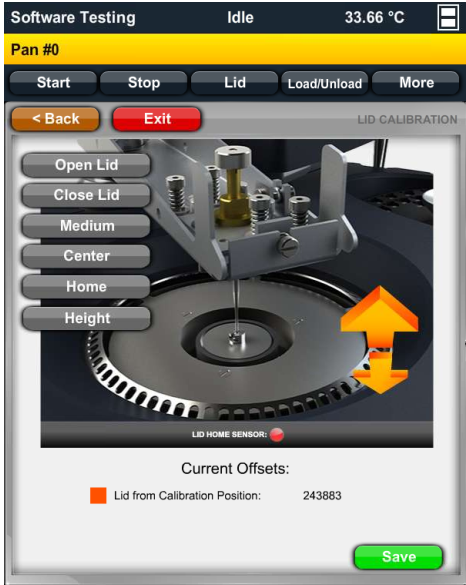 Software Testing Idle 33.66 °C
Pan #0
Start Stop Lid Load/Unload More
< Back Exit LID CALIBRATION
Open Lid
Close Lid
Medium
Center
Home
Height
LID HOME SENSOR:
Current Offsets:
Lid from Calibration Position: 243883
Save